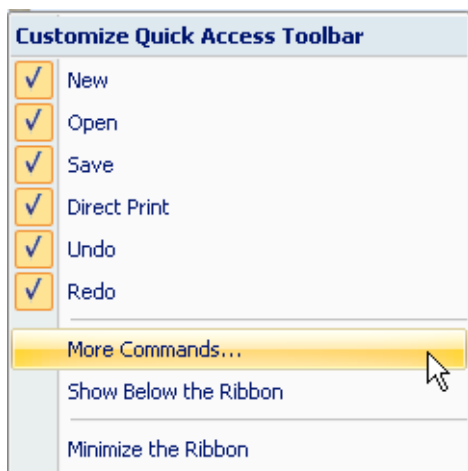 Customize Quick Access Toolbar
New
Open
Save
Direct Print
Undo
Redo
More Commands...
Show Below the Ribbon
Minimize the Ribbon